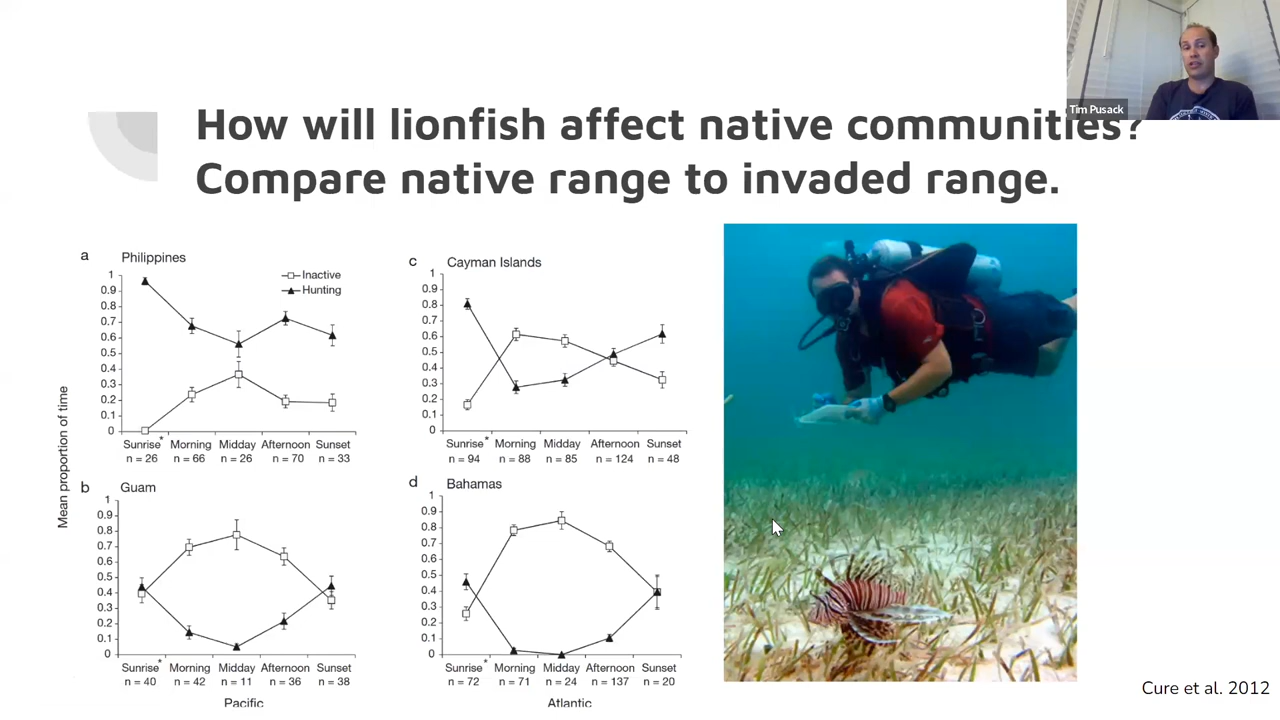 Tim Pusack
How will lionfish affect native communities?
Compare native range to invaded range.
Mean proportion of time
a Philippines
Inactive
Hunting
1
0.9
0.8
0.7
0.6
0.5
0.4
0.3
0.2
0.1
0
Sunrise* Morning Midday Afternoon Sunset
n = 26 n = 66 n = 26 n = 70 n = 33
c Cayman Islands
1
0.9
0.8
0.7
0.6
0.5
0.4
0.3
0.2
0.1
0
Sunrise* Morning Midday Afternoon Sunset
n = 94 n = 88 n = 85 n = 124 n = 48
b Guam
1
0.9
0.8
0.7
0.6
0.5
0.4
0.3
0.2
0.1
0
Sunrise* Morning Midday Afternoon Sunset
n = 40 n = 42 n = 11 n = 36 n = 38
Pacific
d Bahamas
1
0.9
0.8
0.7
0.6
0.5
0.4
0.3
0.2
0.1
0
Sunrise* Morning Midday Afternoon Sunset
n = 72 n = 71 n = 24 n = 137 n = 20
Atlantic
Cure et al. 2012